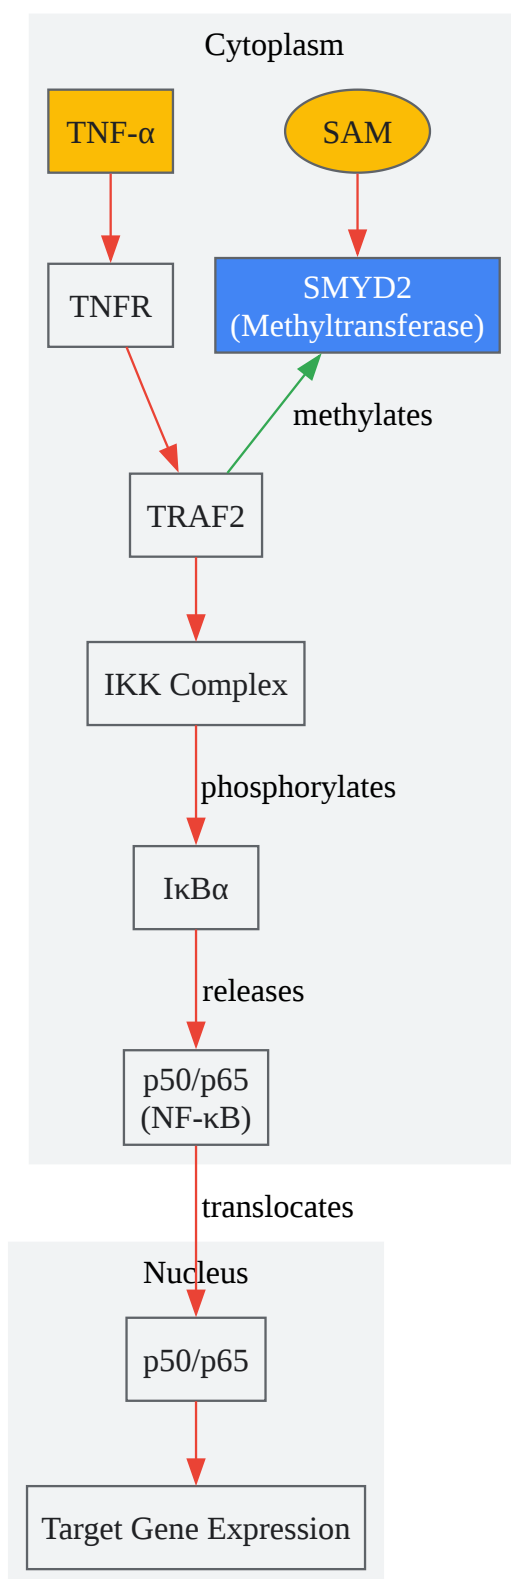 Cytoplasm
TNF-α
SAM
TNFR
SMYD2
(Methyltransferase)
methylates
TRAF2
IKK Complex
phosphorylates
IκBα
releases
p50/p65
(NF-κB)
translocates
Nucleus
p50/p65
Target Gene Expression